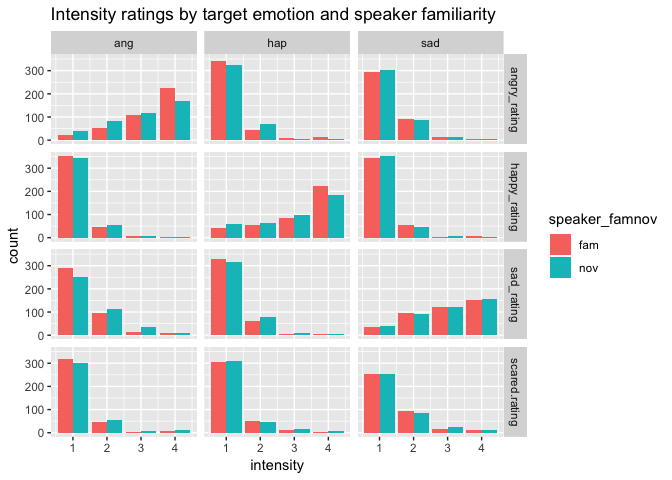 Intensity ratings by target emotion and speaker familiarity
ang hap sad
300
200
100
0
angry_rating
300
200
100
0
happy_rating
count
speaker_famnov
fam
nov
300
200
100
0
sad_rating
300
200
100
0
scared.rating
1 2 3 4 1 2 3 4 1 2 3 4
intensity